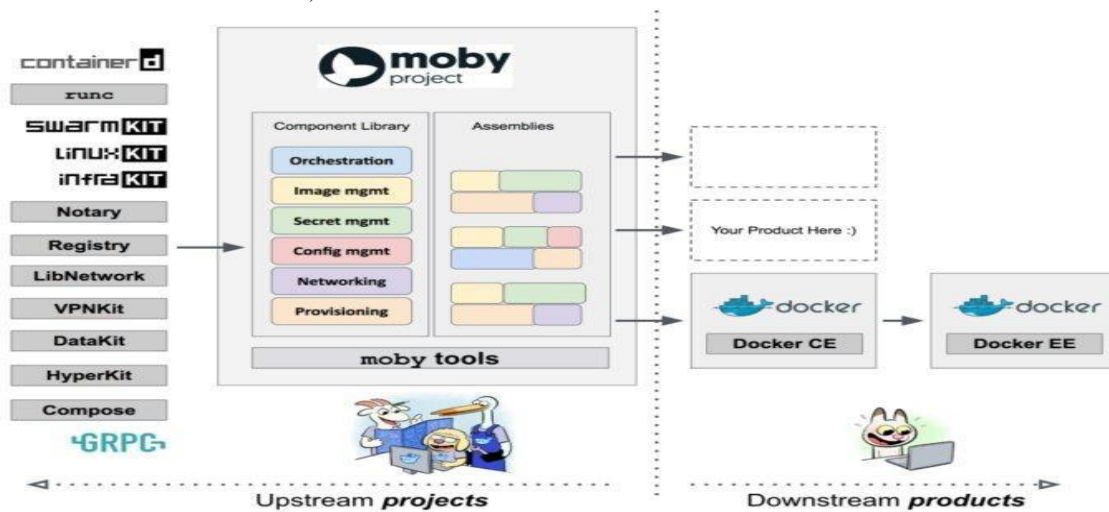 containerd
runc
swarmKIT
LinuxKIT
infraKIT
Notary
Registry
LibNetwork
VPNKit
DataKit
HyperKit
Compose
GRPC
moby
project
Component Library
Orchestration
Image mgmt
Secret mgmt
Config mgmt
Networking
Provisioning
Assemblies
moby tools
Your Product Here :)
docker
Docker CE
docker
Docker EE
Upstream projects
Downstream products